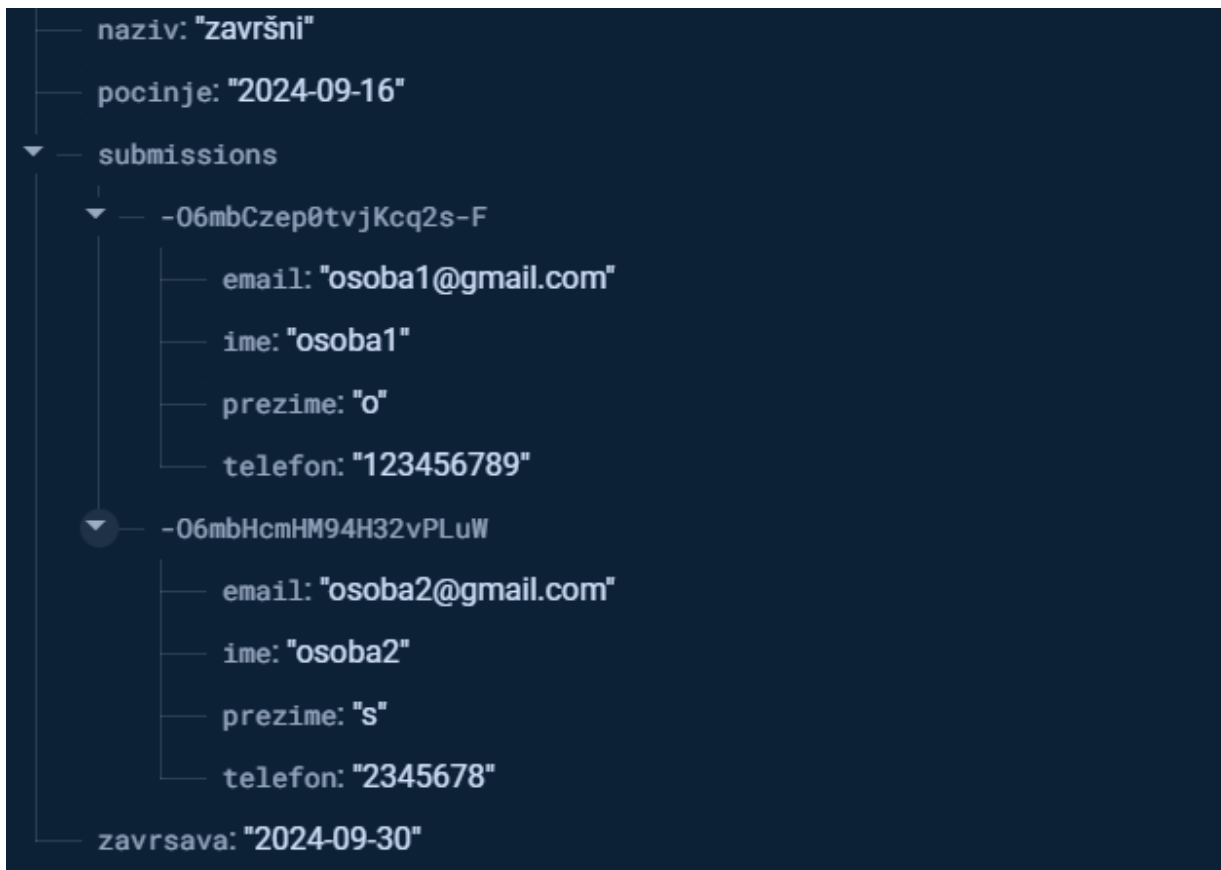 naziv: "završni"
pocinje: "2024-09-16"
submissions
-O6mbCzep0tvjKcq2s-F
email: "osoba1@gmail.com"
ime: "osoba1"
prezime: "o"
telefon: "123456789"
-O6mbHcmHM94H32vPLuW
email: "osoba2@gmail.com"
ime: "osoba2"
prezime: "s"
telefon: "2345678"
zavrsava: "2024-09-30"